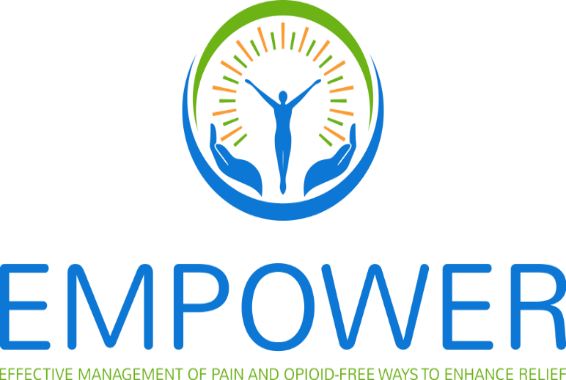 EMPOWER
EFFECTIVE MANAGEMENT OF PAIN AND OPIOID-FREE WAYS TO ENHANCE RELIEF